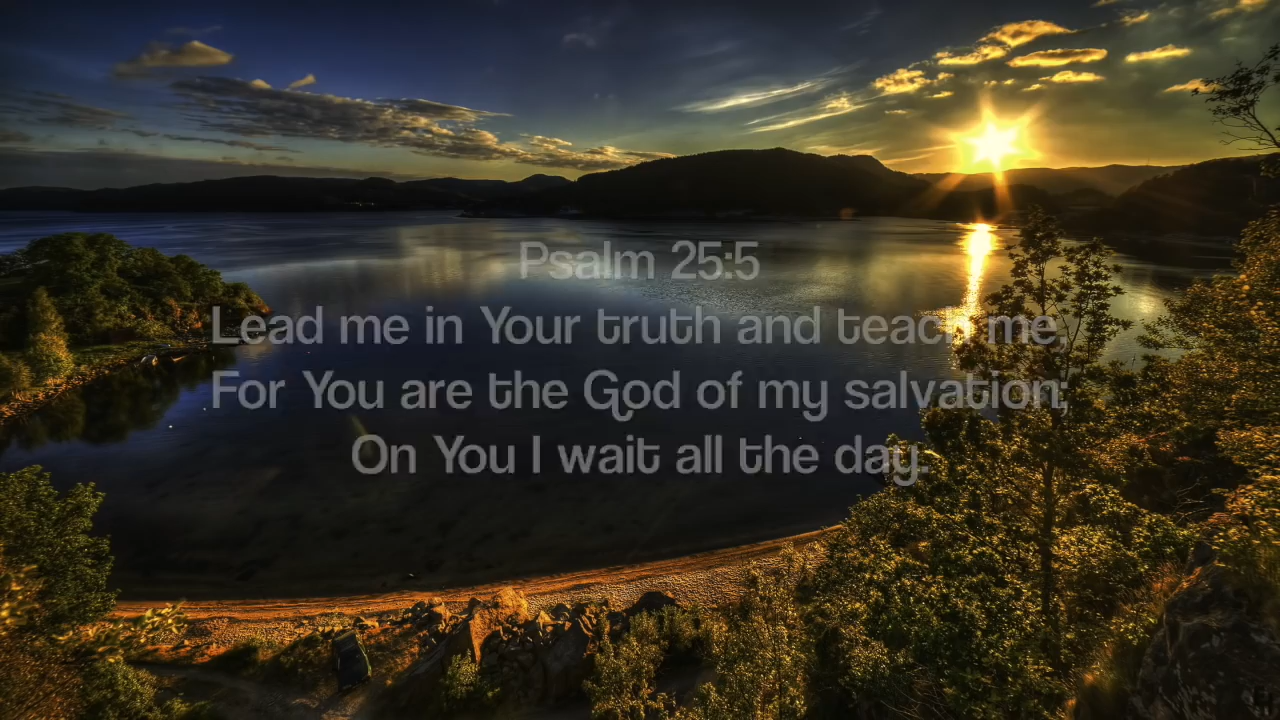 Psalm 25:5
Lead me in Your truth and teach me
For You are the God of my salvation;
On You I wait all the day.